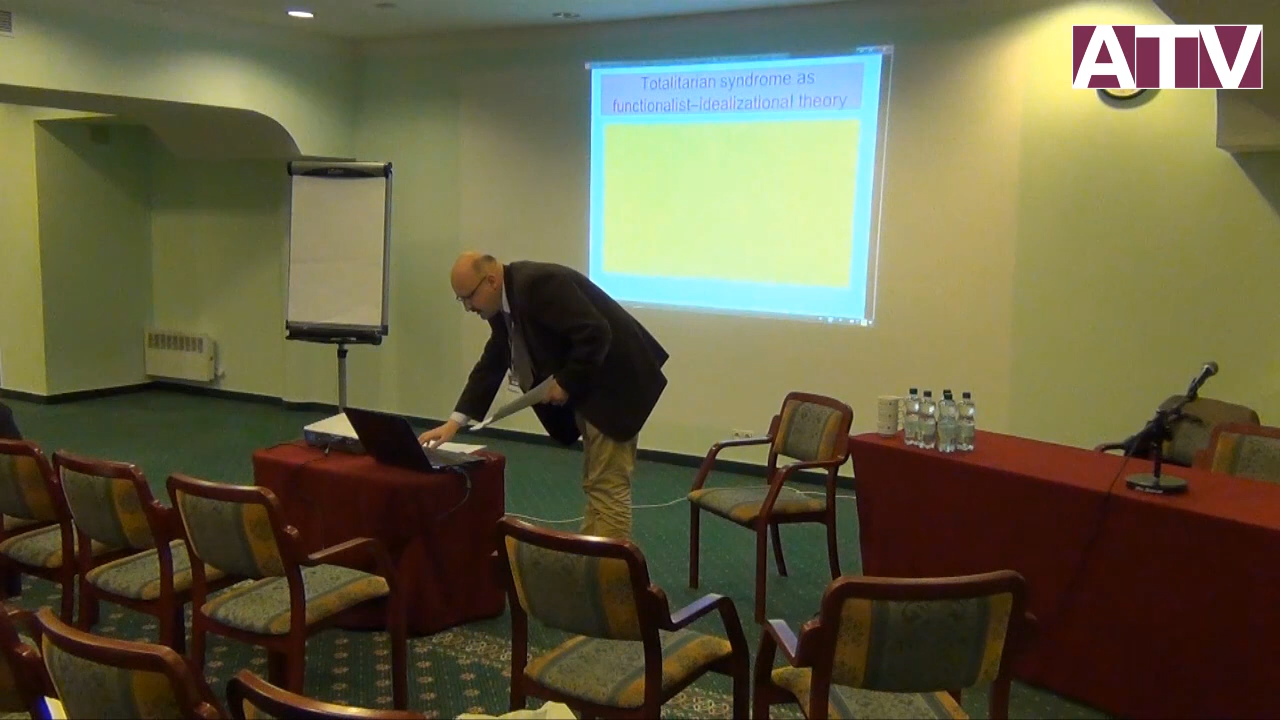 ATV
Totalitarian syndrome as
functionalist–idealizational theory